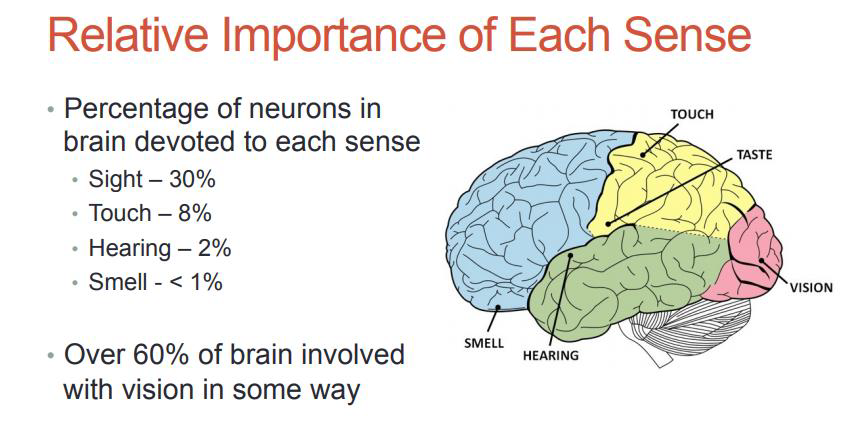 Relative Importance of Each Sense
• Percentage of neurons in
brain devoted to each sense
• Sight – 30%
• Touch – 8%
• Hearing – 2%
• Smell - < 1%
• Over 60% of brain involved
with vision in some way
TOUCH
TASTE
VISION
SMELL
HEARING